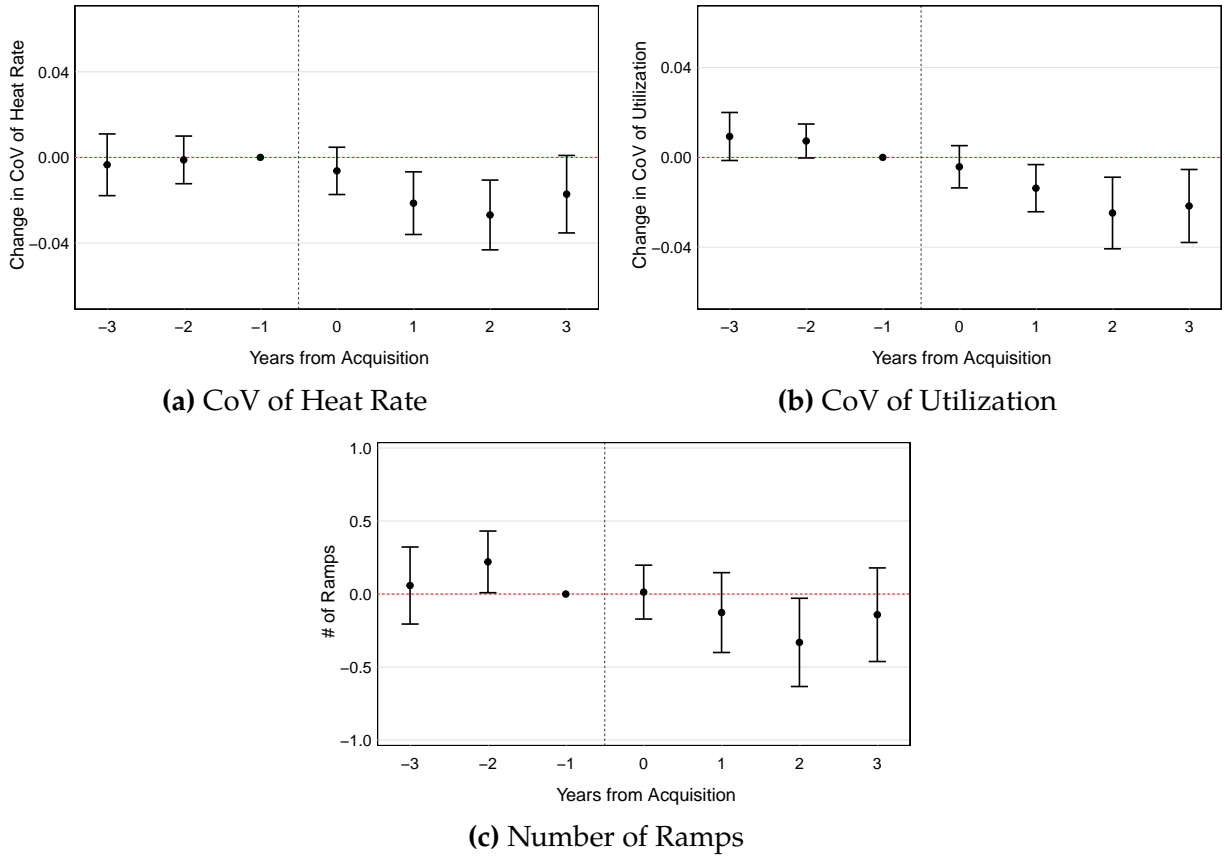 Change in CoV of Heat Rate
0.04
0.00
−0.04
−3 −2 −1 0 1 2 3
Years from Acquisition
(a) CoV of Heat Rate
Change in CoV of Utilization
0.04
0.00
−0.04
−3 −2 −1 0 1 2 3
Years from Acquisition
(b) CoV of Utilization
# of Ramps
1.0
0.5
0.0
−0.5
−1.0
−3 −2 −1 0 1 2 3
Years from Acquisition
(c) Number of Ramps